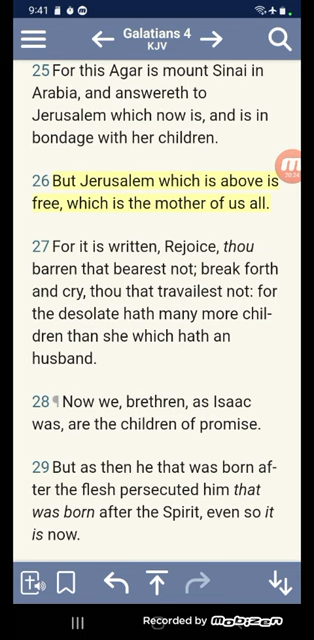 9:41
Galatians 4
KJV
25 For this Agar is mount Sinai in
Arabia, and answereth to
Jerusalem which now is, and is in
bondage with her children.
26 But Jerusalem which is above is
free, which is the mother of us all.
27 For it is written, Rejoice, thou
barren that bearest not; break forth
and cry, thou that travailest not: for
the desolate hath many more chil-
dren than she which hath an
husband.
28 ¶ Now we, brethren, as Isaac
was, are the children of promise.
29 But as then he that was born af-
ter the flesh persecuted him that
was born after the Spirit, even so it
is now.
Recorded by Mobizen